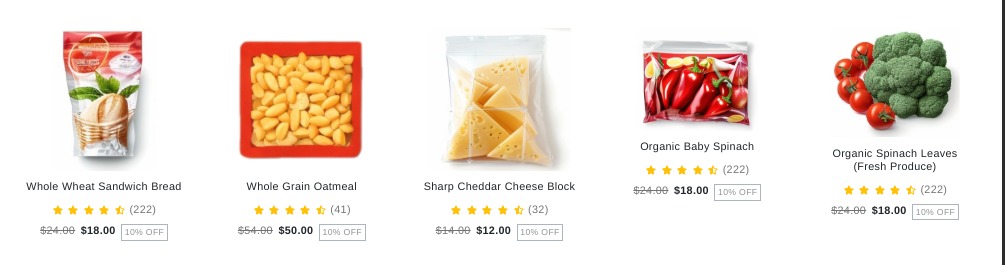 Whole Wheat Sandwich Bread
(222)
$24.00 $18.00 10% OFF
Whole Grain Oatmeal
(41)
$54.00 $50.00 10% OFF
Sharp Cheddar Cheese Block
(32)
$14.00 $12.00 10% OFF
Organic Baby Spinach
(222)
$24.00 $18.00 10% OFF
Organic Spinach Leaves
(Fresh Produce)
(222)
$24.00 $18.00 10% OFF